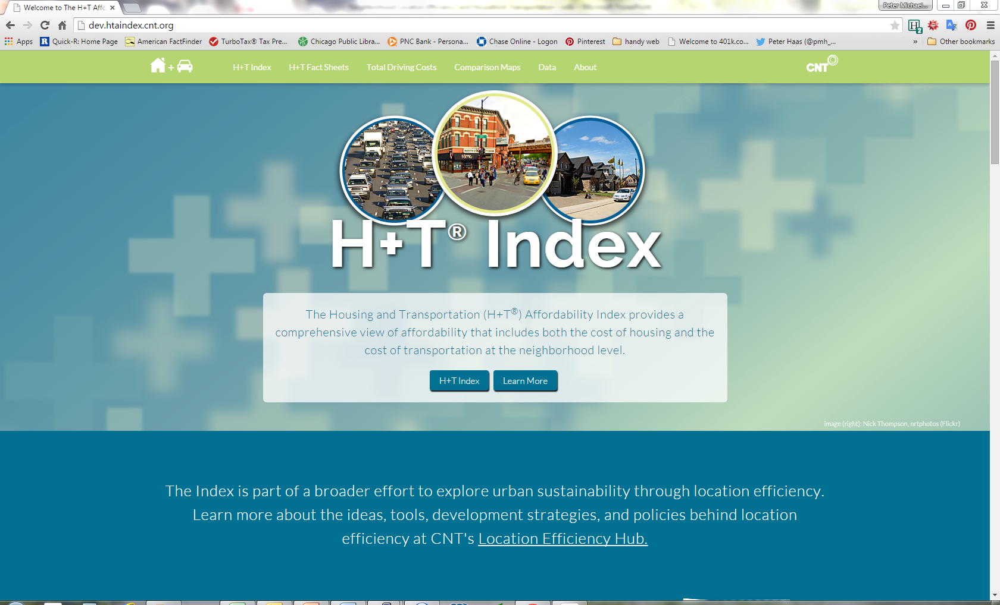 Welcome to The H+T Affo
Peter Michael...
dev.htaindex.cnt.org
Apps
Quick-R: Home Page
American FactFinder
TurboTax® Tax Pre...
Chicago Public Libra...
PNC Bank - Persona...
Chase Online - Logon
Pinterest
handy web
Welcome to 401k.co...
Peter Haas (@pmh_...
»
Other bookmarks
+
H+T Index
H+T Fact Sheets
Total Driving Costs
Comparison Maps
Data
About
CNT
H+T® Index
The Housing and Transportation (H+T®) Affordability Index provides a
comprehensive view of affordability that includes both the cost of housing and the
cost of transportation at the neighborhood level.
H+T Index
Learn More
image (right): Nick Thompson, nrtphotos (Flickr)
The Index is part of a broader effort to explore urban sustainability through location efficiency.
Learn more about the ideas, tools, development strategies, and policies behind location
efficiency at CNT's Location Efficiency Hub.